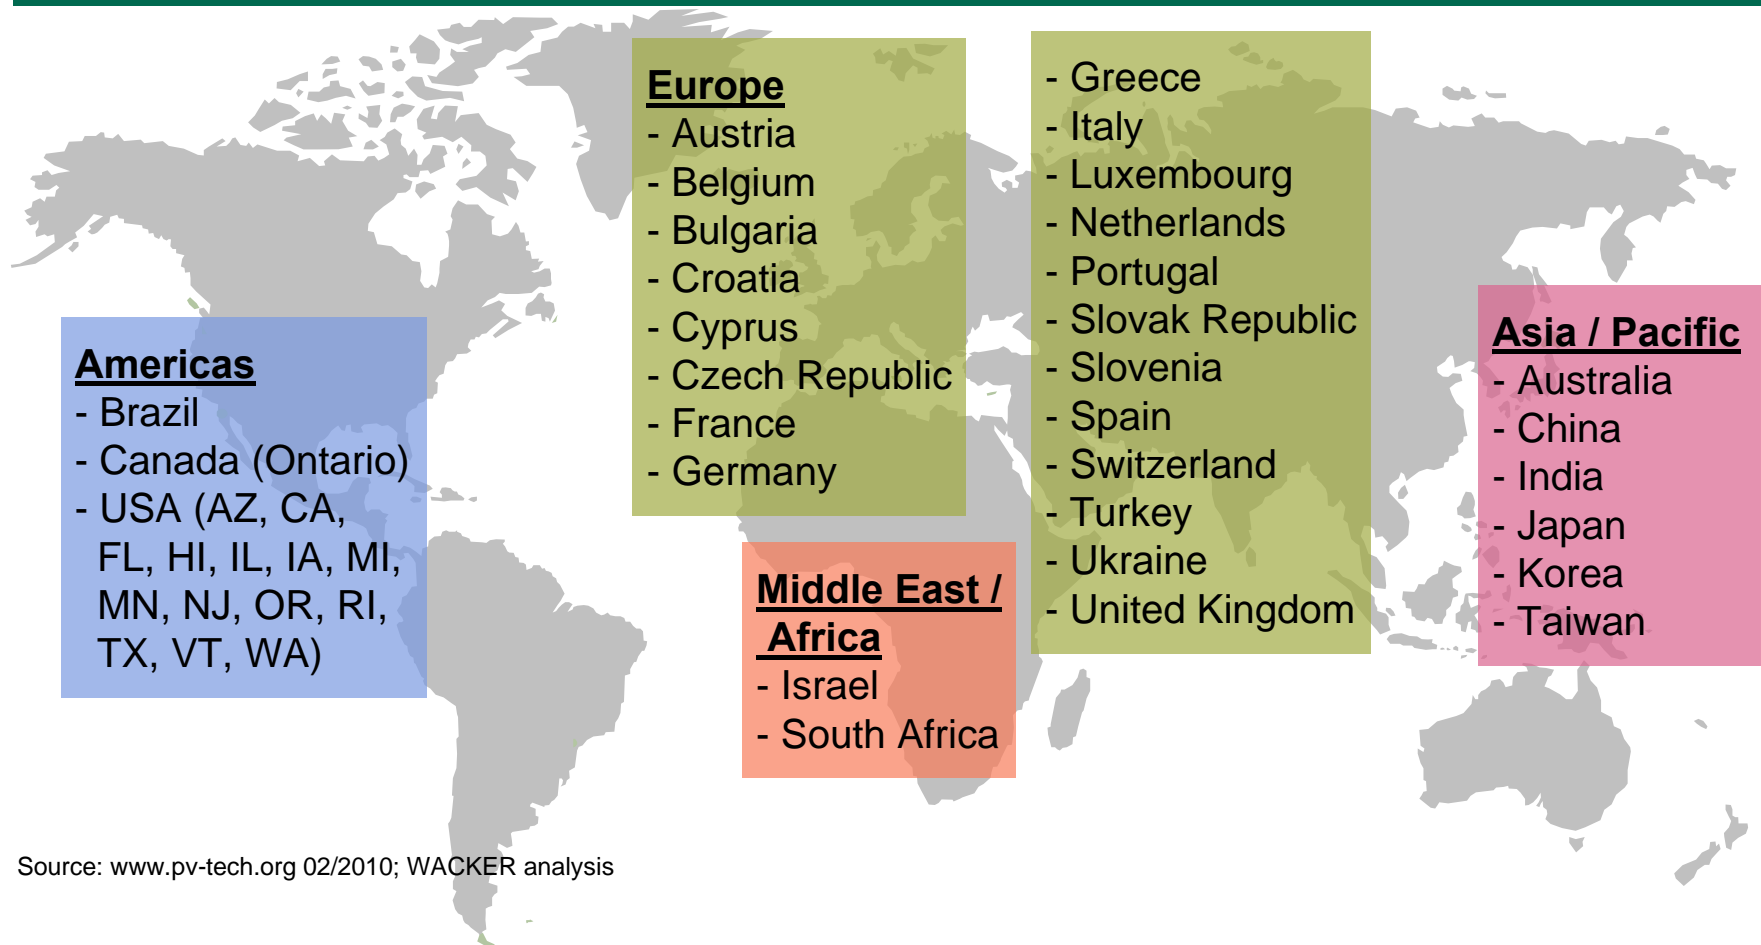 Europe
- Austria
- Belgium
- Bulgaria
- Croatia
- Cyprus
- Czech Republic
- France
- Germany
- Greece
- Italy
- Luxembourg
- Netherlands
- Portugal
- Slovak Republic
- Slovenia
- Spain
- Switzerland
- Turkey
- Ukraine
- United Kingdom
Americas
- Brazil
- Canada (Ontario)
- USA (AZ, CA,
FL, HI, IL, IA, MI,
MN, NJ, OR, RI,
TX, VT, WA)
Middle East /
Africa
- Israel
- South Africa
Asia / Pacific
- Australia
- China
- India
- Japan
- Korea
- Taiwan
Source: www.pv-tech.org 02/2010; WACKER analysis